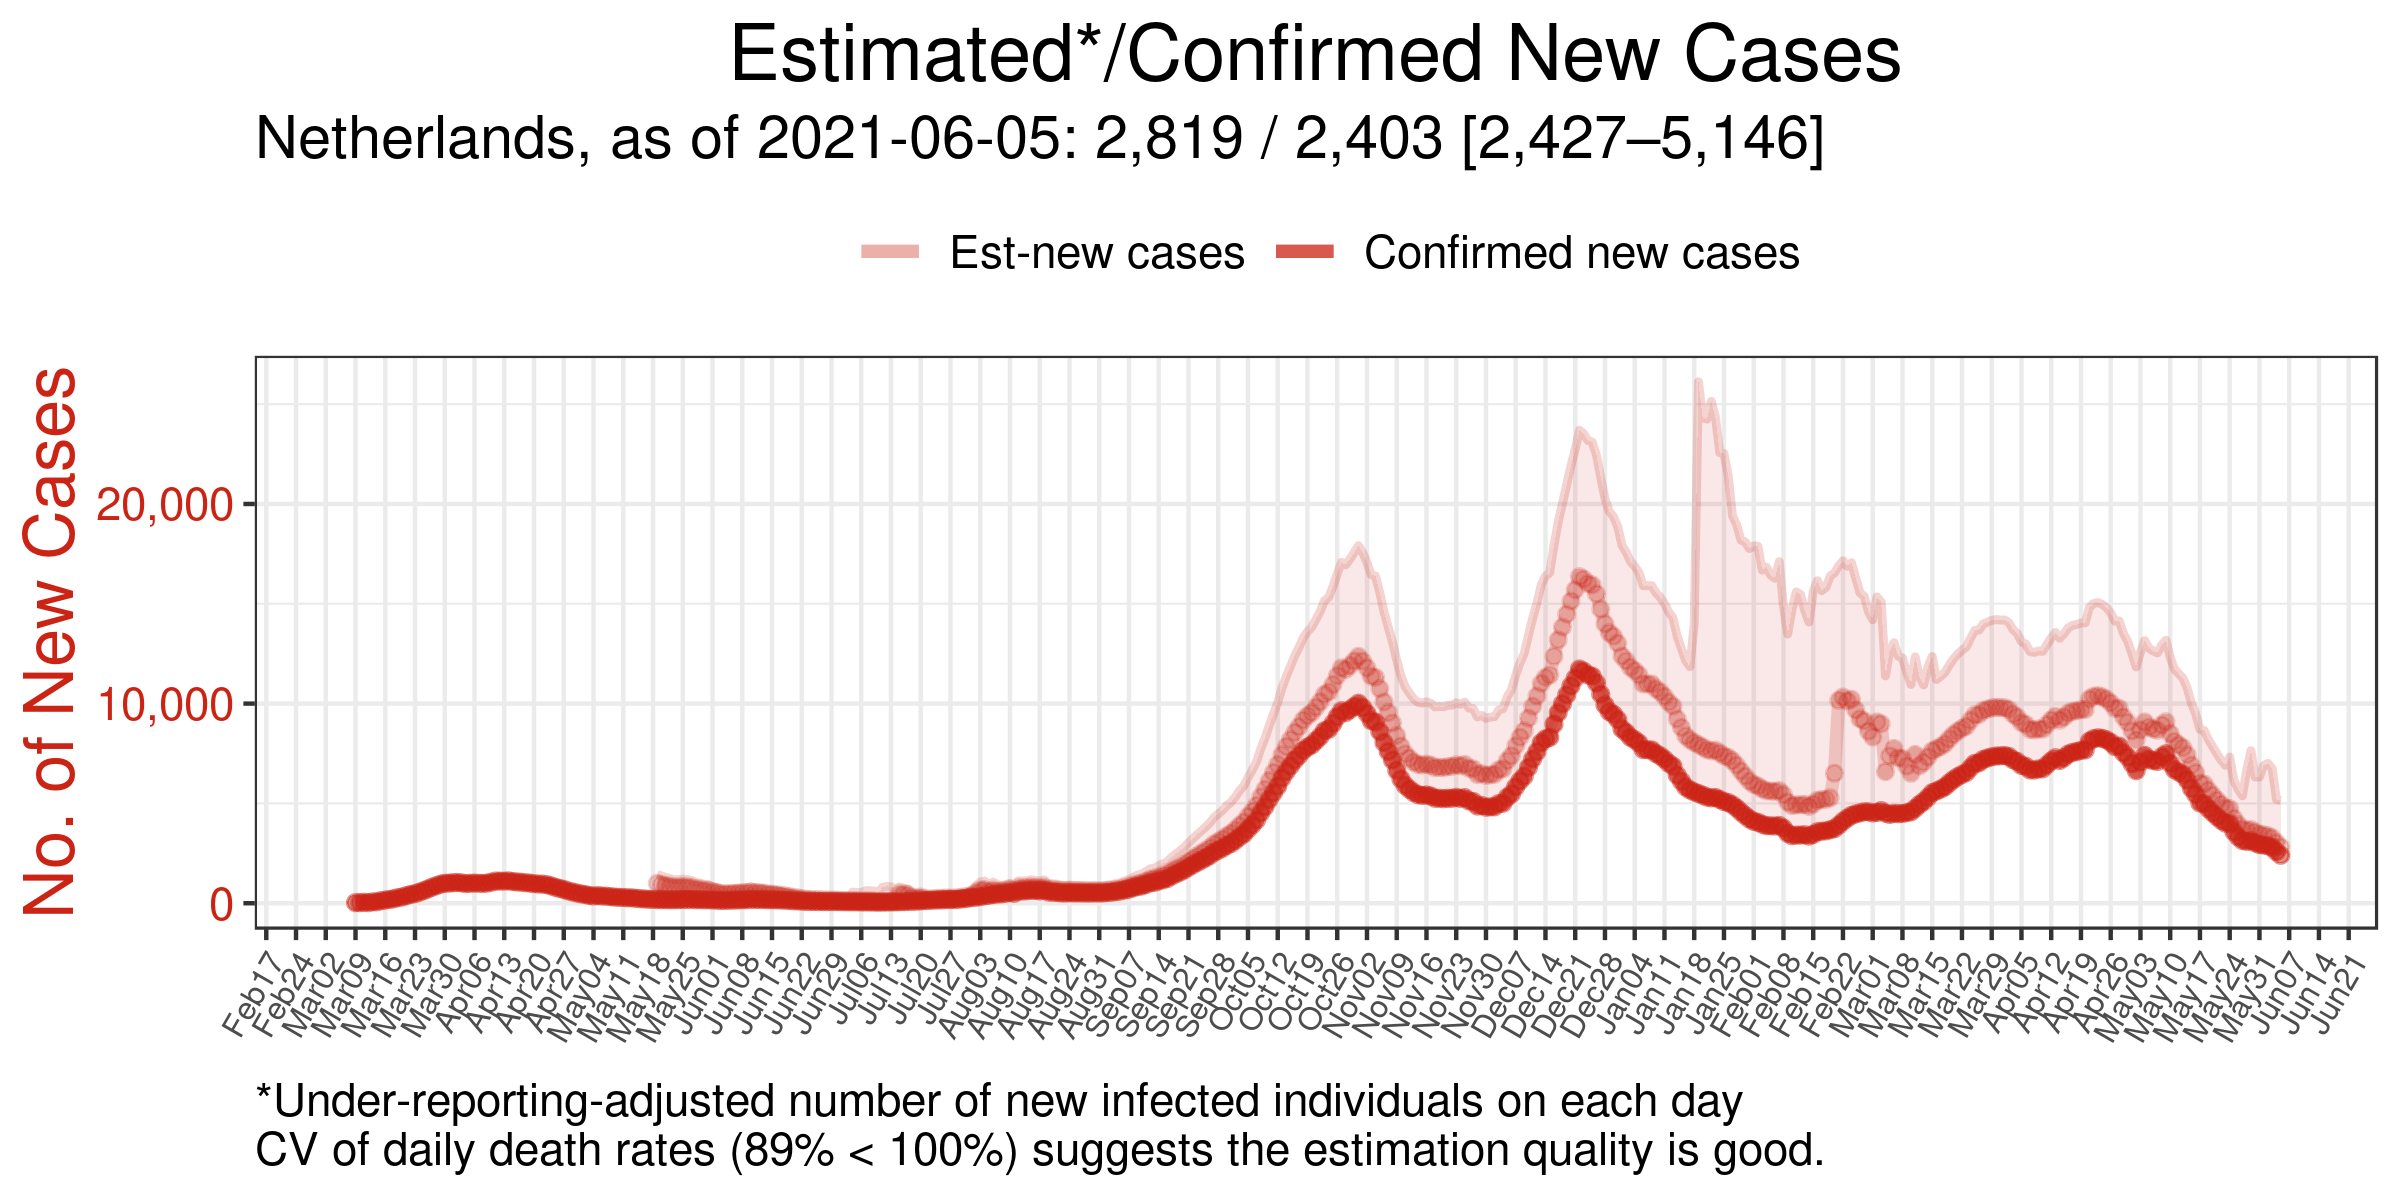 Estimated*/Confirmed New Cases
Netherlands, as of 2021-06-05: 2,819 / 2,403 [2,427–5,146]
Est-new cases Confirmed new cases
No. of New Cases
20,000
10,000
0
Feb17 Feb24 Mar02 Mar09 Mar16 Mar23 Mar30 Apr06 Apr13 Apr20 Apr27 May04 May11 May18 May25 Jun01 Jun08 Jun15 Jun22 Jun29 Jul06 Jul13 Jul20 Jul27 Aug03 Aug10 Aug17 Aug24 Aug31 Sep07 Sep14 Sep21 Sep28 Oct05 Oct12 Oct19 Oct26 Nov02 Nov09 Nov16 Nov23 Nov30 Dec07 Dec14 Dec21 Dec28 Jan04 Jan11 Jan18 Jan25 Feb01 Feb08 Feb15 Feb22 Mar01 Mar08 Mar15 Mar22 Mar29 Apr05 Apr12 Apr19 Apr26 May03 May10 May17 May24 May31 Jun07 Jun14 Jun21
*Under-reporting-adjusted number of new infected individuals on each day
CV of daily death rates (89% < 100%) suggests the estimation quality is good.